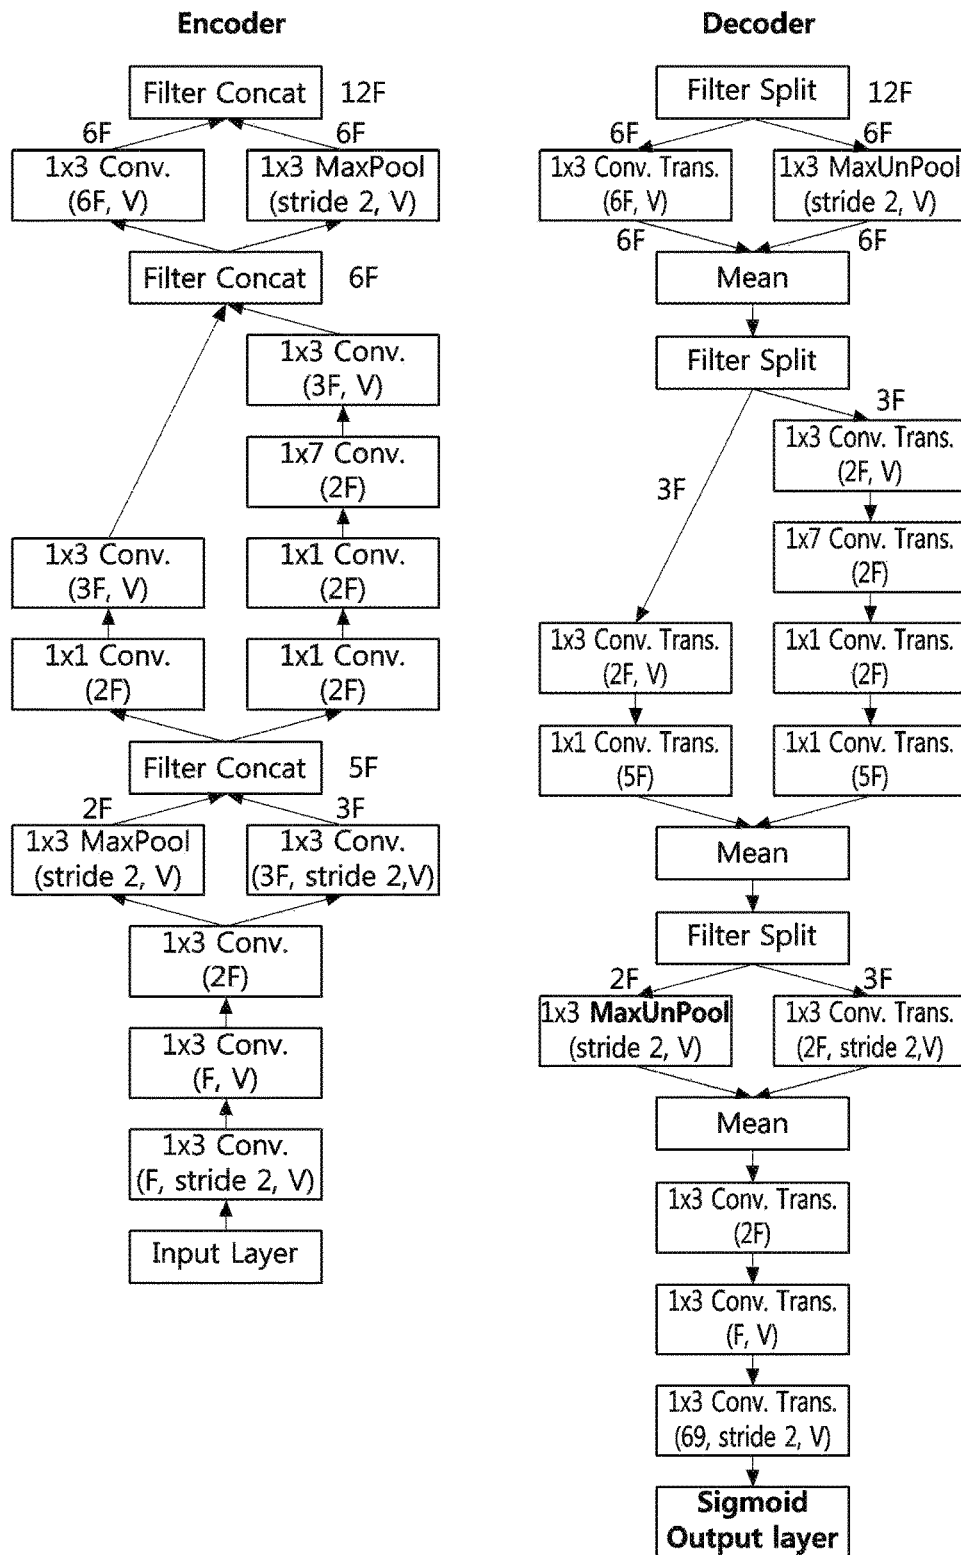 Encoder
Filter Concat 12F
6F 6F
1x3 Conv.
(6F, V)
1x3 MaxPool
(stride 2, V)
Filter Concat 6F
1x3 Conv.
(3F, V)
1x7 Conv.
(2F)
1x3 Conv.
(3F, V)
1x1 Conv.
(2F)
1x1 Conv.
(2F)
1x1 Conv.
(2F)
Filter Concat 5F
2F 3F
1x3 MaxPool
(stride 2, V)
1x3 Conv.
(3F, stride 2,V)
1x3 Conv.
(2F)
1x3 Conv.
(F, V)
1x3 Conv.
(F, stride 2, V)
Input Layer
Decoder
Filter Split 12F
6F 6F
1x3 Conv. Trans.
(6F, V)
1x3 MaxUnPool
(stride 2, V)
6F 6F
Mean
Filter Split
3F
1x3 Conv. Trans.
(2F, V)
3F
1x7 Conv. Trans.
(2F)
1x3 Conv. Trans.
(2F, V)
1x1 Conv. Trans.
(2F)
1x1 Conv. Trans.
(5F)
1x1 Conv. Trans.
(5F)
Mean
Filter Split
2F 3F
1x3 MaxUnPool
(stride 2, V)
1x3 Conv. Trans.
(2F, stride 2,V)
Mean
1x3 Conv. Trans.
(2F)
1x3 Conv. Trans.
(F, V)
1x3 Conv. Trans.
(69, stride 2, V)
Sigmoid
Output layer